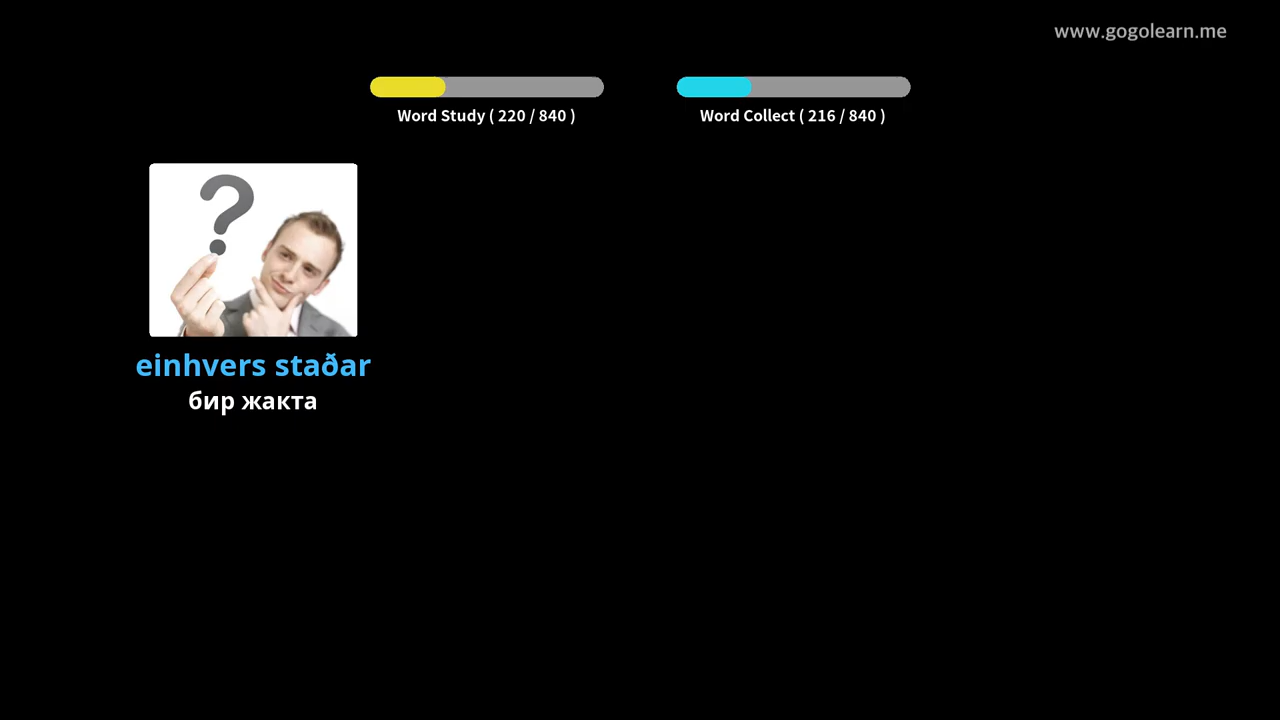 www.gogolearn.me
Word Study ( 220 / 840 )
Word Collect ( 216 / 840 )
?
einhvers staðar
бир жакта